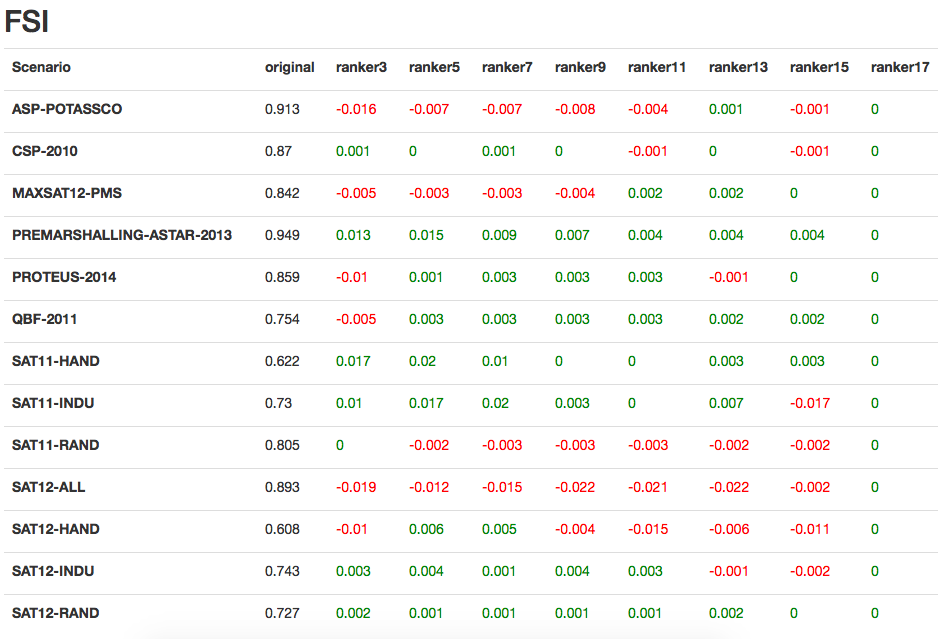 FSI
Scenario original ranker3 ranker5 ranker7 ranker9 ranker11 ranker13 ranker15 ranker17
ASP-POTASSCO 0.913 -0.016 -0.007 -0.007 -0.008 -0.004 0.001 -0.001 0
CSP-2010 0.87 0.001 0 0.001 0 -0.001 0 -0.001 0
MAXSAT12-PMS 0.842 -0.005 -0.003 -0.003 -0.004 0.002 0.002 0 0
PREMARSHALLING-ASTAR-2013 0.949 0.013 0.015 0.009 0.007 0.004 0.004 0.004 0
PROTEUS-2014 0.859 -0.01 0.001 0.003 0.003 0.003 -0.001 0 0
QBF-2011 0.754 -0.005 0.003 0.003 0.003 0.003 0.002 0.002 0
SAT11-HAND 0.622 0.017 0.02 0.01 0 0 0.003 0.003 0
SAT11-INDU 0.73 0.01 0.017 0.02 0.003 0 0.007 -0.017 0
SAT11-RAND 0.805 0 -0.002 -0.003 -0.003 -0.003 -0.002 -0.002 0
SAT12-ALL 0.893 -0.019 -0.012 -0.015 -0.022 -0.021 -0.022 -0.002 0
SAT12-HAND 0.608 -0.01 0.006 0.005 -0.004 -0.015 -0.006 -0.011 0
SAT12-INDU 0.743 0.003 0.004 0.001 0.004 0.003 -0.001 -0.002 0
SAT12-RAND 0.727 0.002 0.001 0.001 0.001 0.001 0.002 0 0